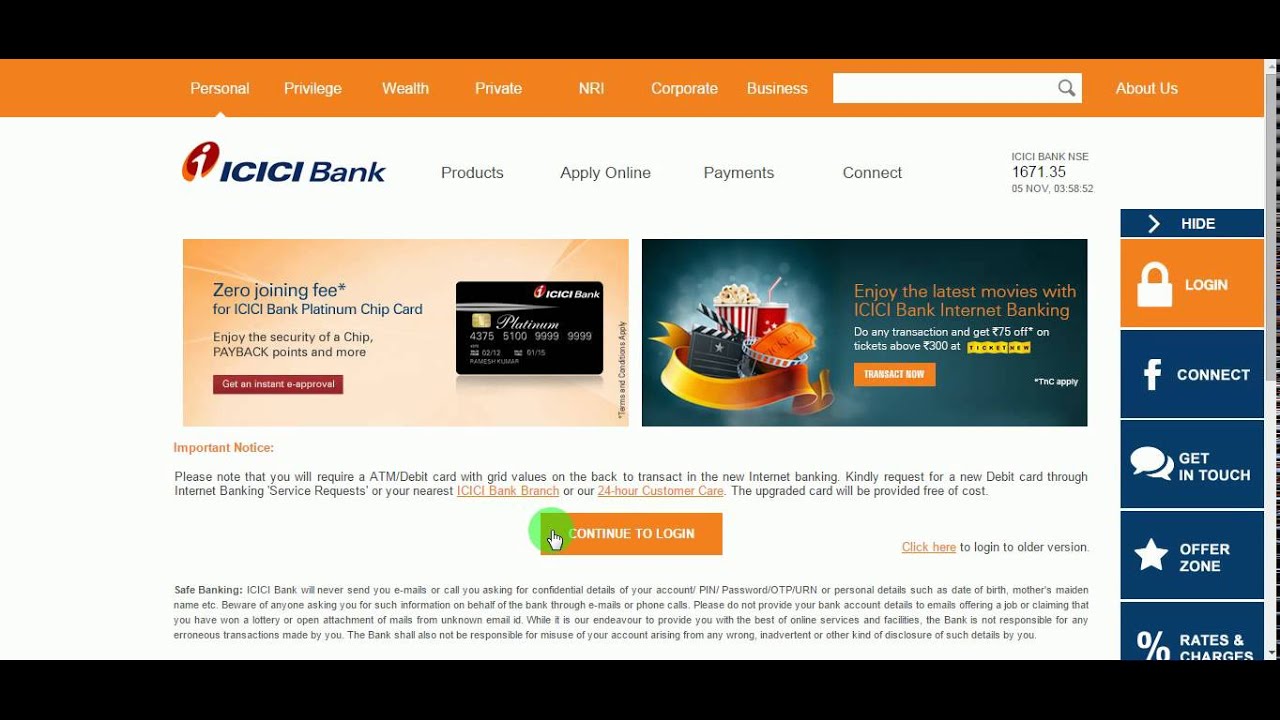 Personal Privilege Wealth Private NRI Corporate Business About Us
ICICI Bank
Products Apply Online Payments Connect
ICICI BANK NSE
1671.35
05 NOV, 03:58:52
HIDE
LOGIN
CONNECT
GET
IN TOUCH
OFFER
ZONE
RATES &
CHARGES
Zero joining fee*
for ICICI Bank Platinum Chip Card
Enjoy the security of a Chip,
PAYBACK points and more
Get an instant e-approval
ICICI Bank
Platinum
4375 5100 9999 9999
02/12 01/15
RAMESH KUMAR
*Terms and Conditions Apply
Enjoy the latest movies with
ICICI Bank Internet Banking
Do any transaction and get ₹75 off* on
tickets above ₹300 at TICKETNEW
TRANSACT NOW
*TnC apply
TICKET
Important Notice:
Please note that you will require a ATM/Debit card with grid values on the back to transact in the new Internet banking. Kindly request for a new Debit card through
Internet Banking 'Service Requests' or your nearest ICICI Bank Branch or our 24-hour Customer Care. The upgraded card will be provided free of cost.
CONTINUE TO LOGIN
Click here to login to older version.
Safe Banking: ICICI Bank will never send you e-mails or call you asking for confidential details of your account/ PIN/ Password/OTP/URN or personal details such as date of birth, mother's maiden
name etc. Beware of anyone asking you for such information on behalf of the bank through e-mails or phone calls. Please do not provide your bank account details to emails offering a job or claiming that
you have won a lottery or open attachment of mails from unknown email id. While it is our endeavour to provide you with the best of online services and facilities, the Bank is not responsible for any
erroneous transactions made by you. The Bank shall also not be responsible for misuse of your account arising from any wrong, inadvertent or other kind of disclosure of such details by you.